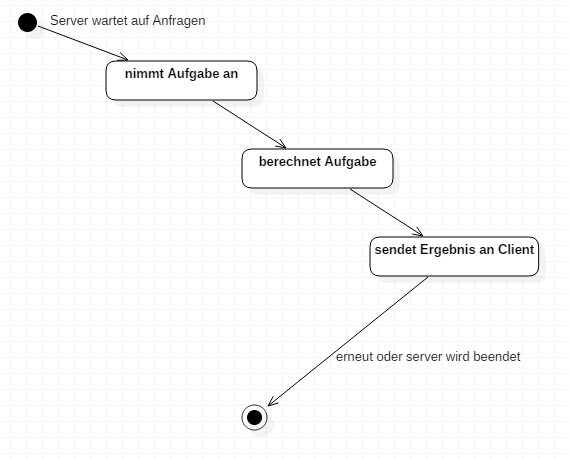 Server wartet auf Anfragen
nimmt Aufgabe an
berechnet Aufgabe
sendet Ergebnis an Client
erneut oder server wird beendet